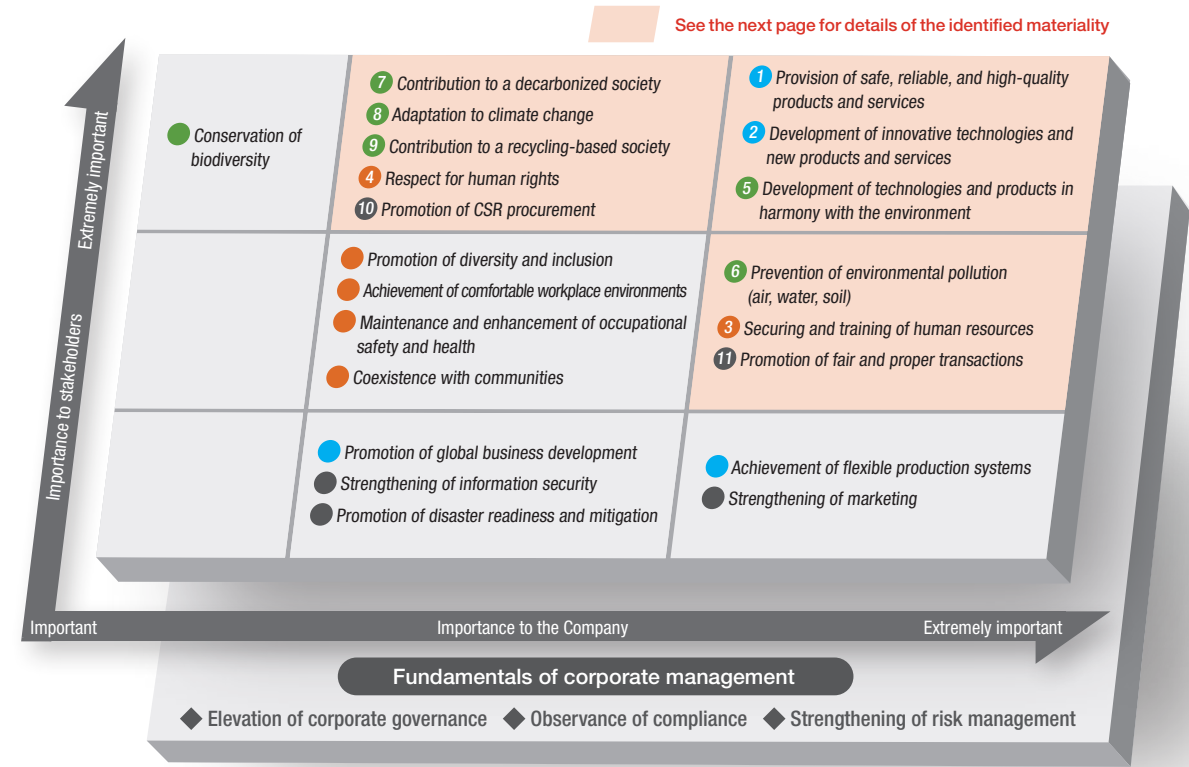 See the next page for details of the identified materiality
Extremely important
Importance to stakeholders
Conservation of
biodiversity
7 Contribution to a decarbonized society
8 Adaptation to climate change
9 Contribution to a recycling-based society
4 Respect for human rights
10 Promotion of CSR procurement
1 Provision of safe, reliable, and high-quality
products and services
2 Development of innovative technologies and
new products and services
5 Development of technologies and products in
harmony with the environment
Promotion of diversity and inclusion
Achievement of comfortable workplace environments
Maintenance and enhancement of occupational
safety and health
Coexistence with communities
6 Prevention of environmental pollution
(air, water, soil)
3 Securing and training of human resources
11 Promotion of fair and proper transactions
Promotion of global business development
Strengthening of information security
Promotion of disaster readiness and mitigation
Achievement of flexible production systems
Strengthening of marketing
Important
Importance to the Company
Extremely important
Fundamentals of corporate management
Elevation of corporate governance
Observance of compliance
Strengthening of risk management